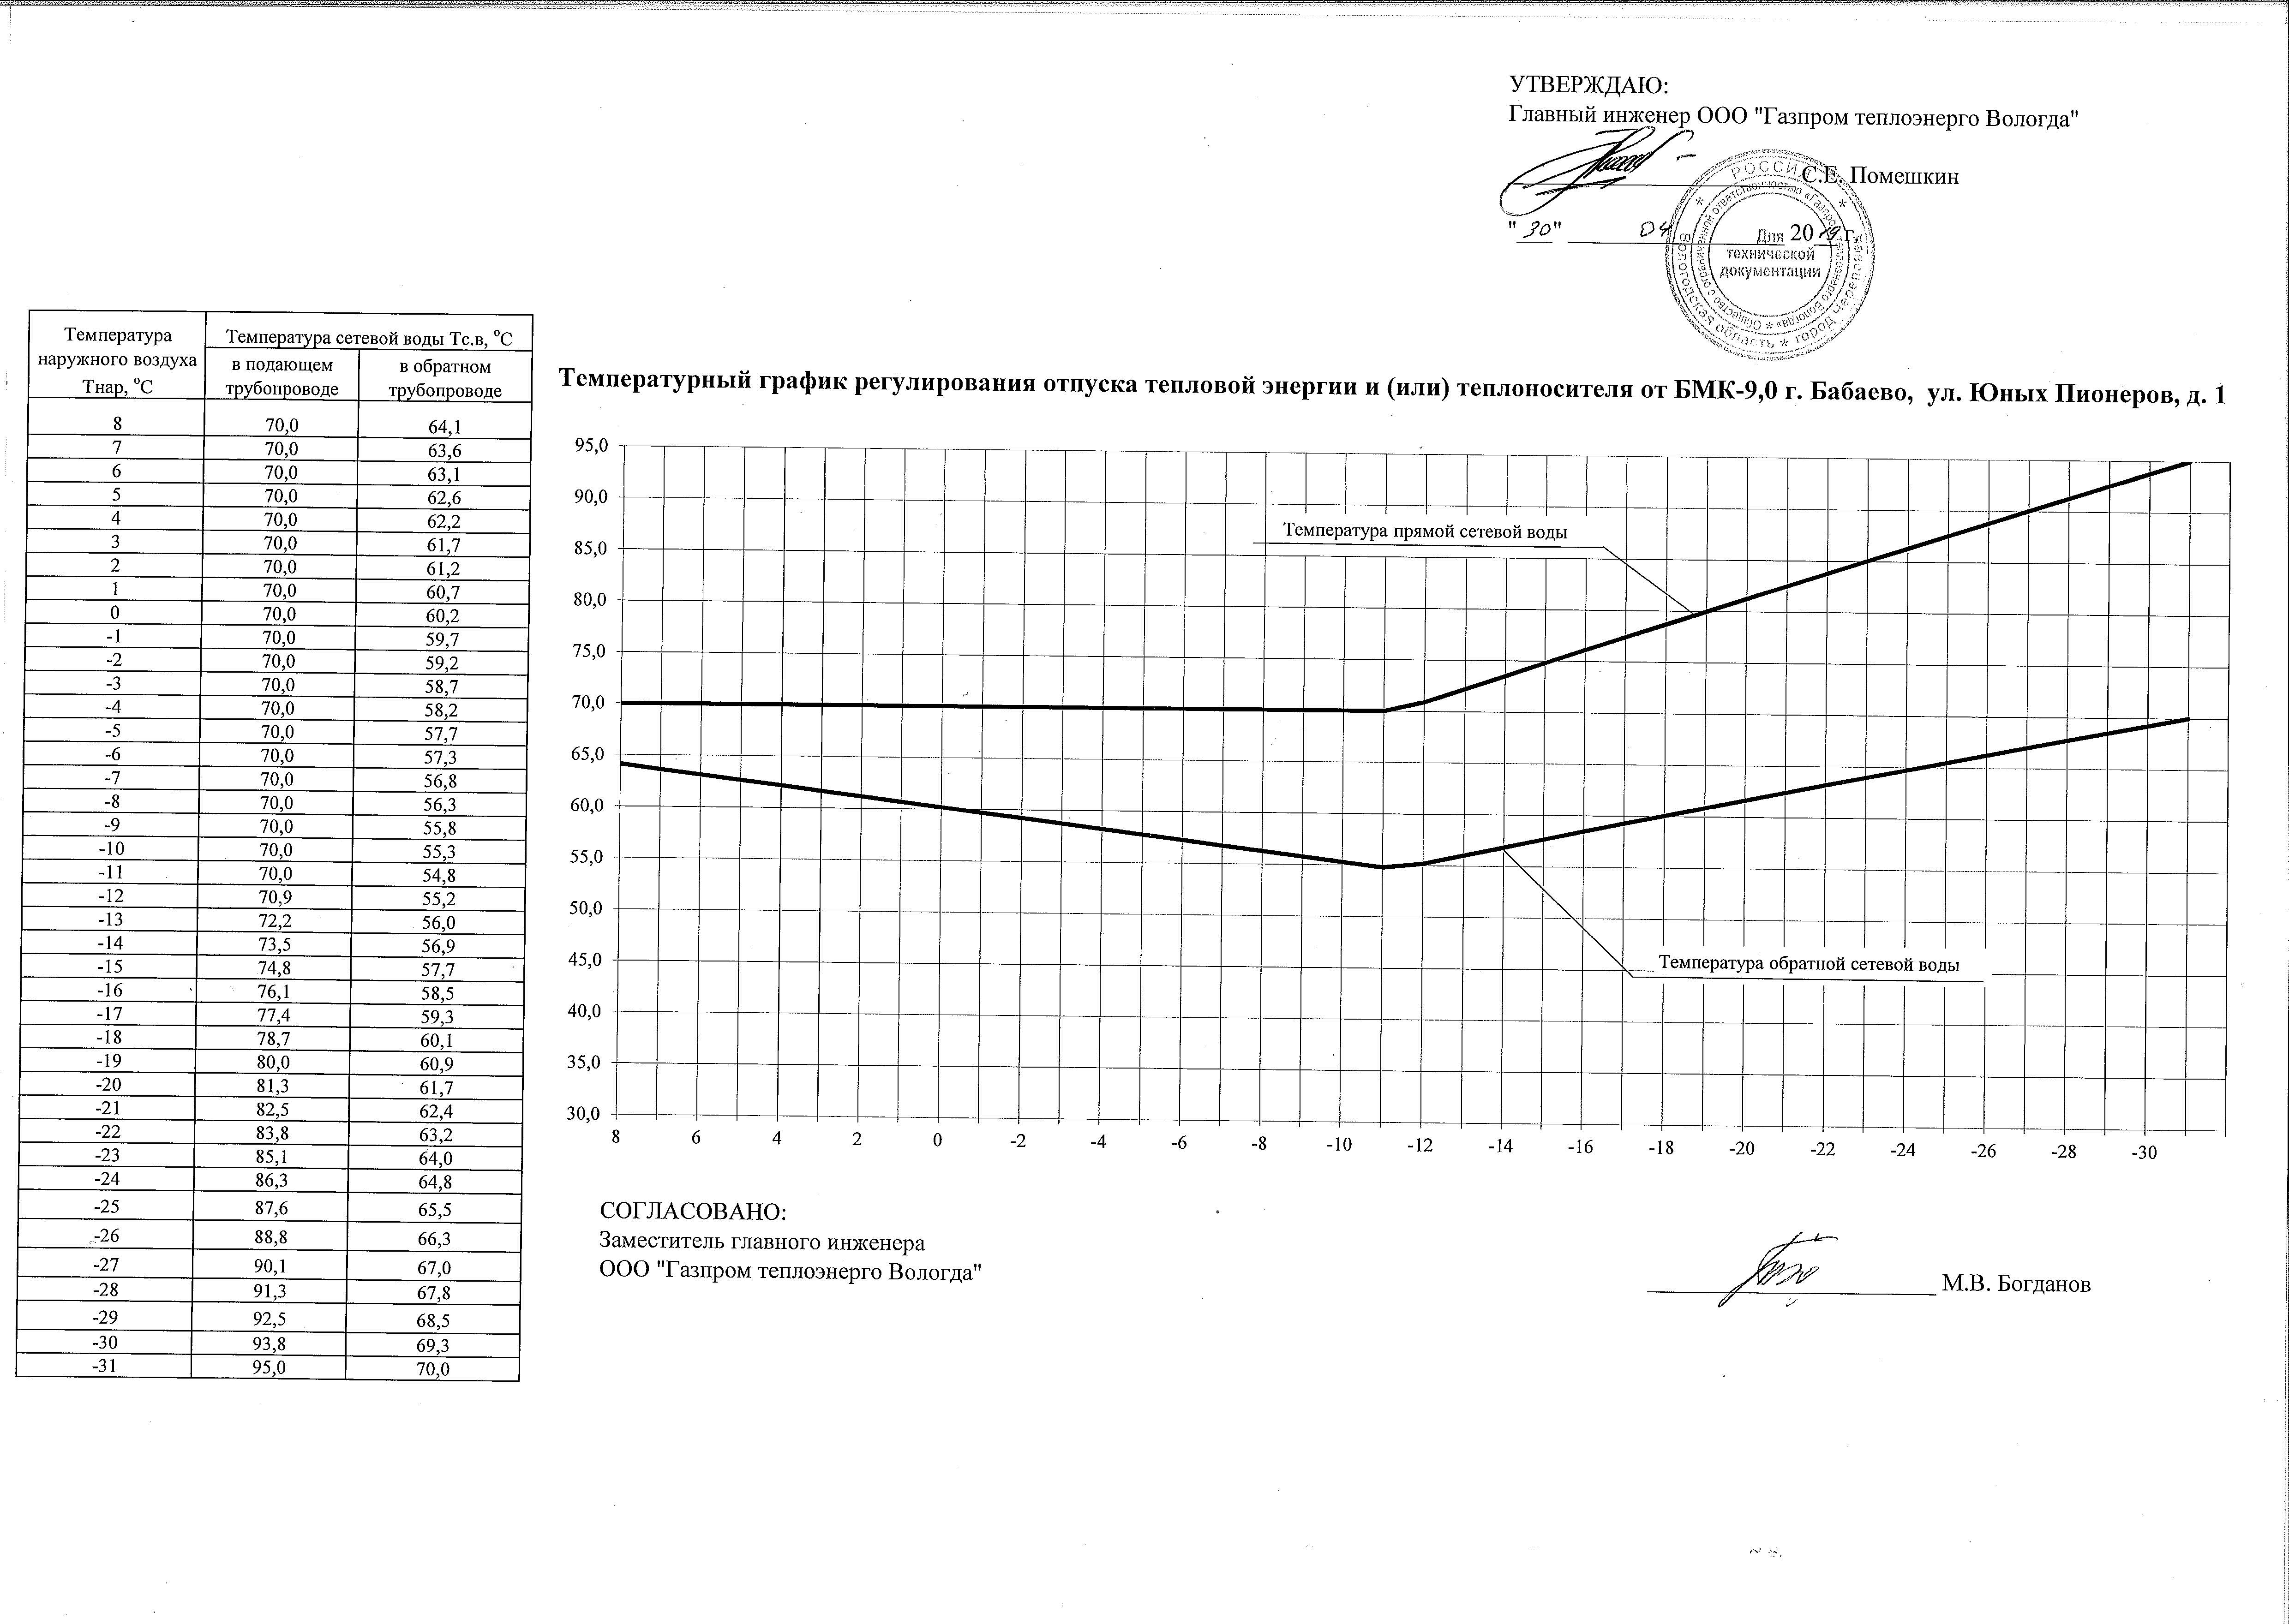 УТВЕРЖДАЮ:
Главный инженер ООО "Газпром теплоэнерго Вологда"
С.Е. Помешкин
"30" 04 2019 г.
РОССИЯ
Вологодская область * город Череповец
Общество с ограниченной ответственностью «Газпром теплоэнерго Вологда»
Для
технической
документации
Температура наружного воздуха Тнар, °С
Температура сетевой воды Тс.в, °С
в подающем трубопроводе
в обратном трубопроводе
8 70,0 64,1
7 70,0 63,6
6 70,0 63,1
5 70,0 62,6
4 70,0 62,2
3 70,0 61,7
2 70,0 61,2
1 70,0 60,7
0 70,0 60,2
-1 70,0 59,7
-2 70,0 59,2
-3 70,0 58,7
-4 70,0 58,2
-5 70,0 57,7
-6 70,0 57,3
-7 70,0 56,8
-8 70,0 56,3
-9 70,0 55,8
-10 70,0 55,3
-11 70,0 54,8
-12 70,9 55,2
-13 72,2 56,0
-14 73,5 56,9
-15 74,8 57,7
-16 76,1 58,5
-17 77,4 59,3
-18 78,7 60,1
-19 80,0 60,9
-20 81,3 61,7
-21 82,5 62,4
-22 83,8 63,2
-23 85,1 64,0
-24 86,3 64,8
-25 87,6 65,5
-26 88,8 66,3
-27 90,1 67,0
-28 91,3 67,8
-29 92,5 68,5
-30 93,8 69,3
-31 95,0 70,0
Температурный график регулирования отпуска тепловой энергии и (или) теплоносителя от БМК-9,0 г. Бабаево, ул. Юных Пионеров, д. 1
95,0
90,0
85,0
80,0
75,0
70,0
65,0
60,0
55,0
50,0
45,0
40,0
35,0
30,0
Температура прямой сетевой воды
Температура обратной сетевой воды
8 6 4 2 0 -2 -4 -6 -8 -10 -12 -14 -16 -18 -20 -22 -24 -26 -28 -30
СОГЛАСОВАНО:
Заместитель главного инженера
ООО "Газпром теплоэнерго Вологда"
М.В. Богданов